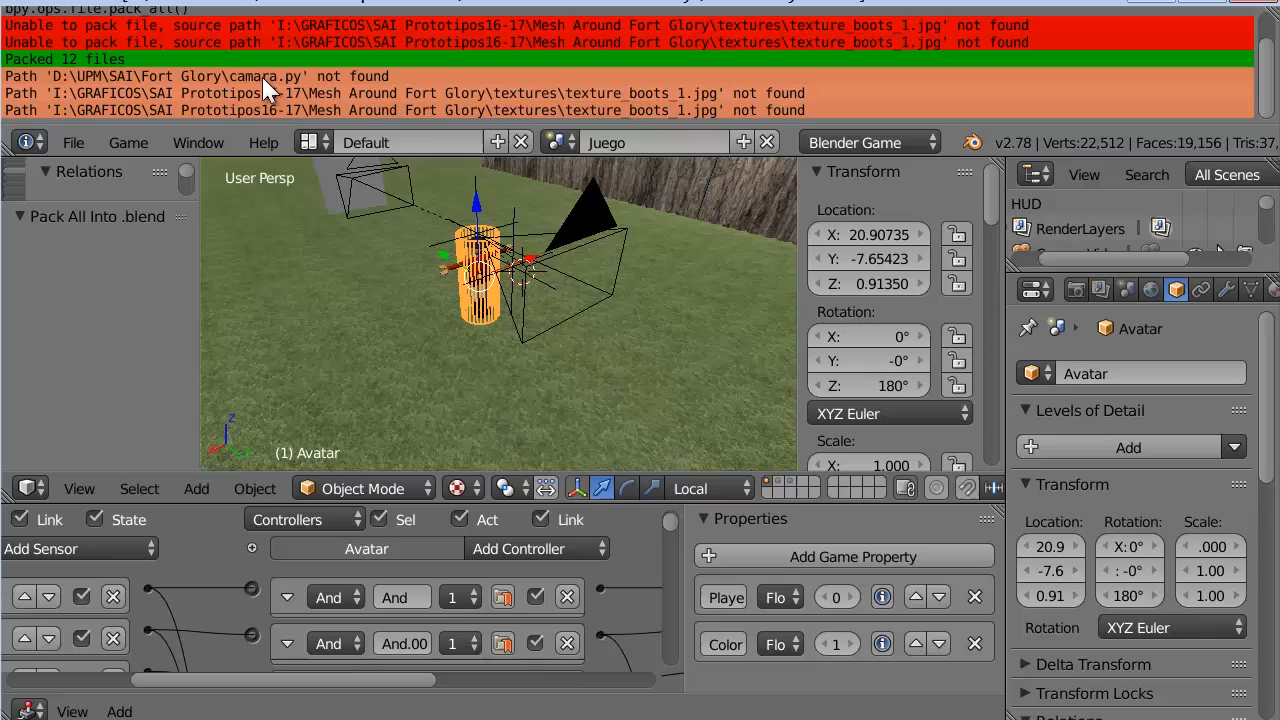 bpy.ops.file.pack_all()
Unable to pack file, source path 'I:\GRAFICOS\SAI Prototipos16-17\Mesh Around Fort Glory\textures\texture_boots_1.jpg' not found
Unable to pack file, source path 'I:\GRAFICOS\SAI Prototipos16-17\Mesh Around Fort Glory\textures\texture_boots_1.jpg' not found
Packed 12 files
Path 'D:\UPM\SAI\Fort Glory\camara.py' not found
Path 'I:\GRAFICOS\SAI Prototipos16-17\Mesh Around Fort Glory\textures\texture_boots_1.jpg' not found
Path 'I:\GRAFICOS\SAI Prototipos16-17\Mesh Around Fort Glory\textures\texture_boots_1.jpg' not found
File Game Window Help Default Juego Blender Game v2.78 | Verts:22,512 | Faces:19,156 | Tris:37,
Relations
Pack All Into .blend
User Persp
z
(1) Avatar
Transform
Location:
X: 20.90735
Y: -7.65423
Z: 0.91350
Rotation:
X: 0°
Y: -0°
Z: 180°
XYZ Euler
Scale:
X: 1.000
View Search All Scenes
HUD
RenderLayers
Avatar
Avatar
Levels of Detail
Add
Transform
Location: Rotation: Scale:
20.9 X: 0° .000
-7.6 : -0° 1.00
0.91 180° 1.00
Rotation XYZ Euler
Delta Transform
Transform Locks
View Select Add Object Object Mode Local
Link State Controllers Sel Act Link
Add Sensor Avatar Add Controller
And And 1
And And.00 1
Properties
Add Game Property
Playe Flo 0
Color Flo 1
View Add